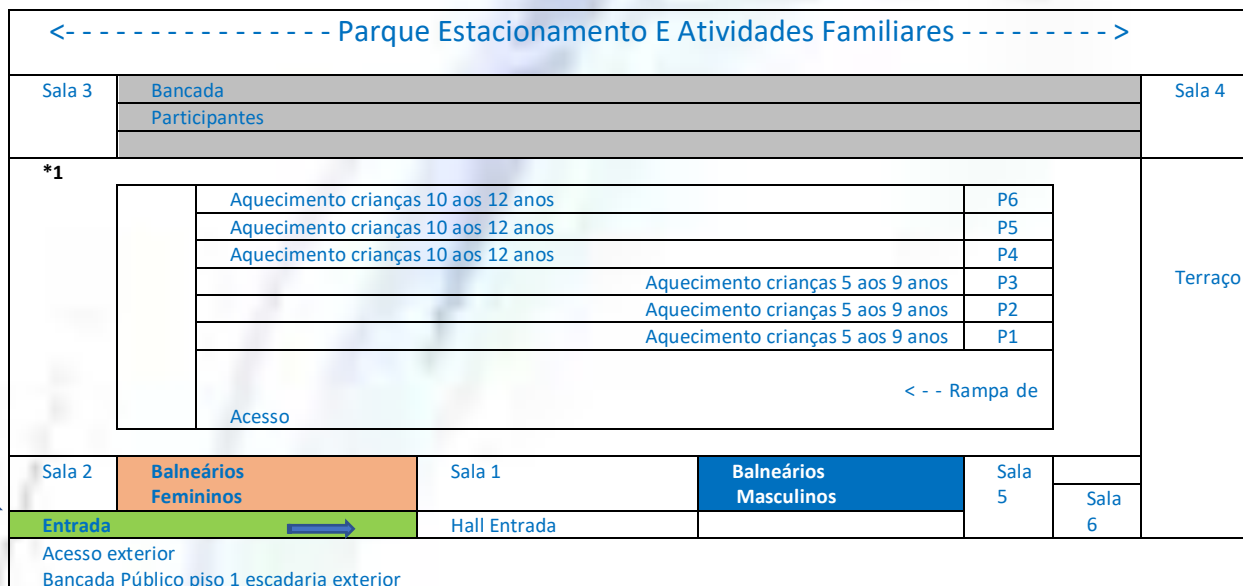 <- - - - - - - - - - - - - - - - Parque Estacionamento E Atividades Familiares - - - - - - - - - >
Sala 3
Bancada
Sala 4
Participantes
*1
Aquecimento crianças 10 aos 12 anos P6
Aquecimento crianças 10 aos 12 anos P5
Aquecimento crianças 10 aos 12 anos P4
Aquecimento crianças 5 aos 9 anos P3
Terraço
Aquecimento crianças 5 aos 9 anos P2
Aquecimento crianças 5 aos 9 anos P1
< - - Rampa de
Acesso
Sala 2
Balneários
Femininos
Sala 1
Balneários
Masculinos
Sala
5
Sala
6
Entrada
Hall Entrada
Acesso exterior
Bancada Público piso 1 escadaria exterior